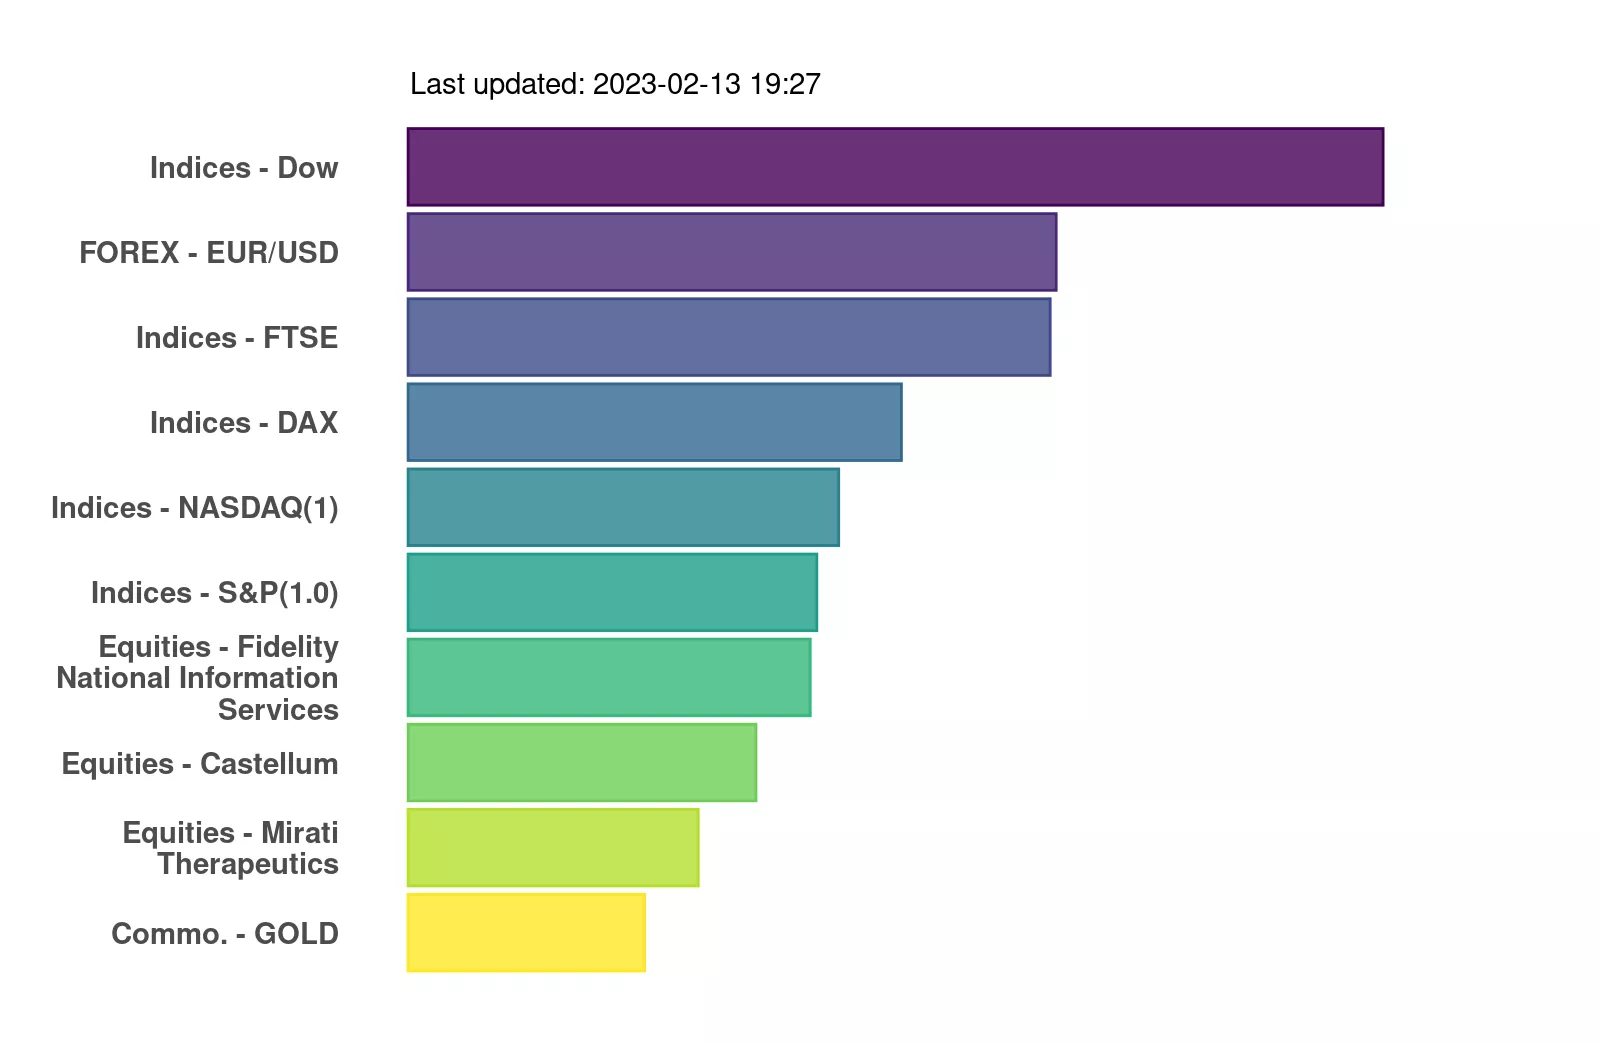 Last updated: 2023-02-13 19:27
Indices - Dow
FOREX - EUR/USD
Indices - FTSE
Indices - DAX
Indices - NASDAQ(1)
Indices - S&P(1.0)
Equities - Fidelity
National Information
Services
Equities - Castellum
Equities - Mirati
Therapeutics
Commo. - GOLD